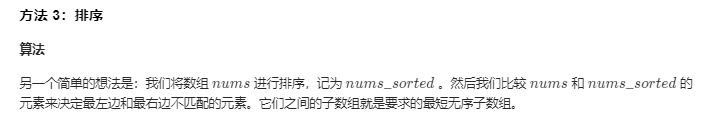 方法 3：排序
算法
另一个简单的想法是：我们将数组 nums 进行排序，记为 nums_sorted 。然后我们比较 nums 和 nums_sorted 的
元素来决定最左边和最右边不匹配的元素。它们之间的子数组就是要求的最短无序子数组。